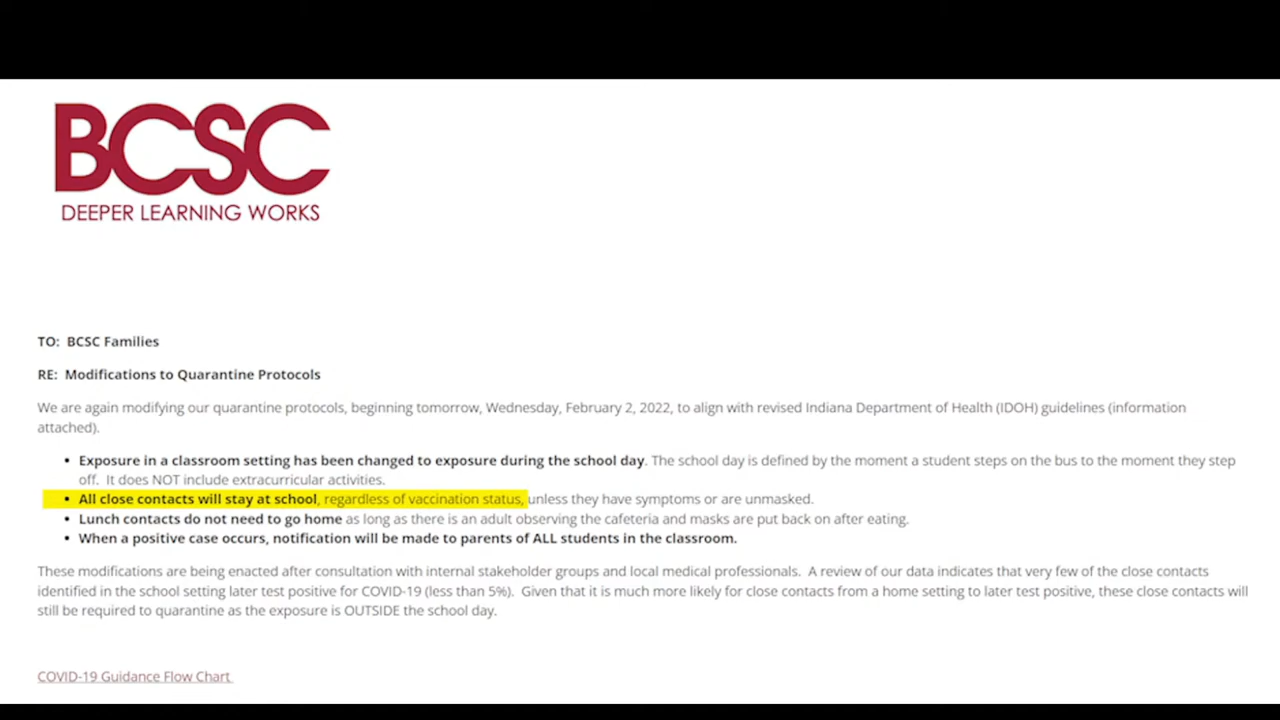 BCSC
DEEPER LEARNING WORKS
TO: BCSC Families
RE: Modifications to Quarantine Protocols
We are again modifying our quarantine protocols, beginning tomorrow, Wednesday, February 2, 2022, to align with revised Indiana Department of Health (IDOH) guidelines (information
attached).
• Exposure in a classroom setting has been changed to exposure during the school day. The school day is defined by the moment a student steps on the bus to the moment they step
off. It does NOT include extracurricular activities.
• All close contacts will stay at school, regardless of vaccination status, unless they have symptoms or are unmasked.
• Lunch contacts do not need to go home as long as there is an adult observing the cafeteria and masks are put back on after eating.
• When a positive case occurs, notification will be made to parents of ALL students in the classroom.
These modifications are being enacted after consultation with internal stakeholder groups and local medical professionals. A review of our data indicates that very few of the close contacts
identified in the school setting later test positive for COVID-19 (less than 5%). Given that it is much more likely for close contacts from a home setting to later test positive, these close contacts will
still be required to quarantine as the exposure is OUTSIDE the school day.
COVID-19 Guidance Flow Chart